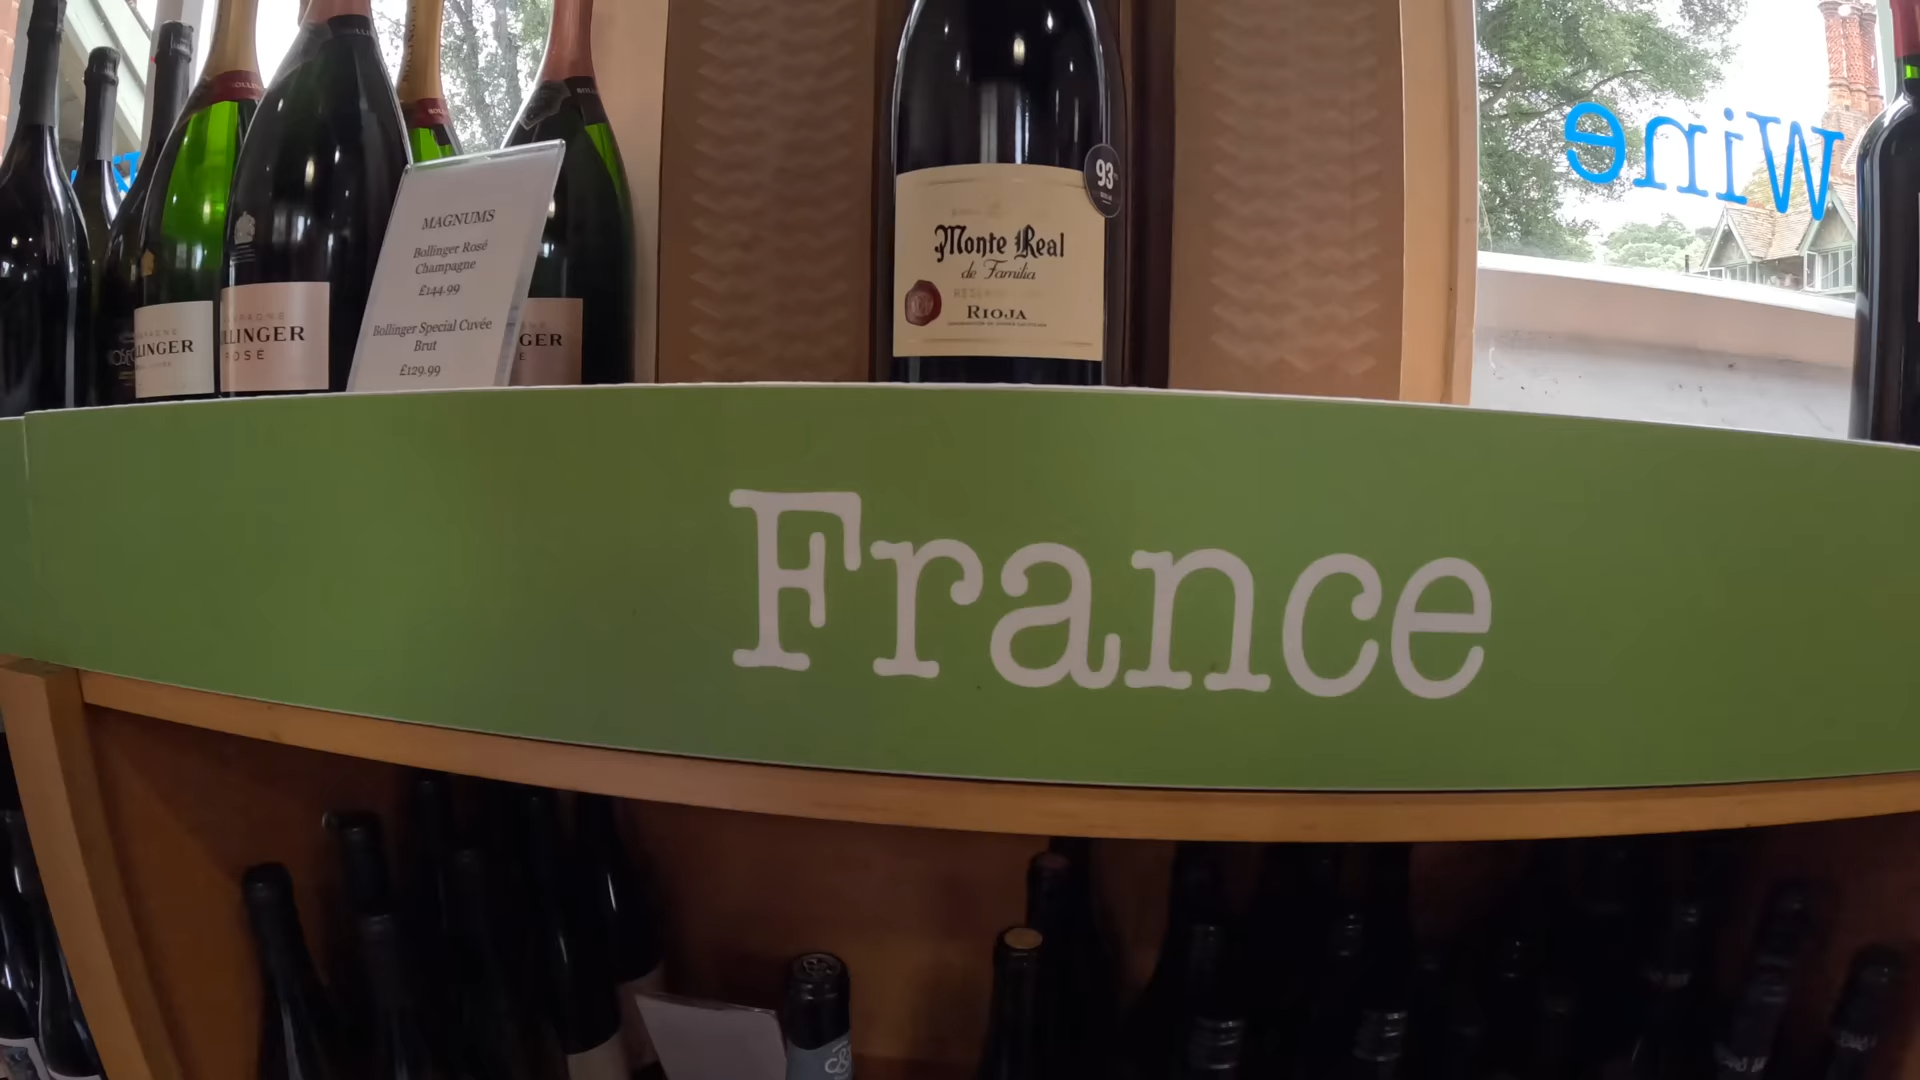 MAGNUMS
Bollinger Rosé
Champagne
£144.99
Bollinger Special Cuvée
Brut
£129.99
LLINGER
LLINGER
OSE
GER
93
Monte Real
de Familia
RIOJA
Wine
France